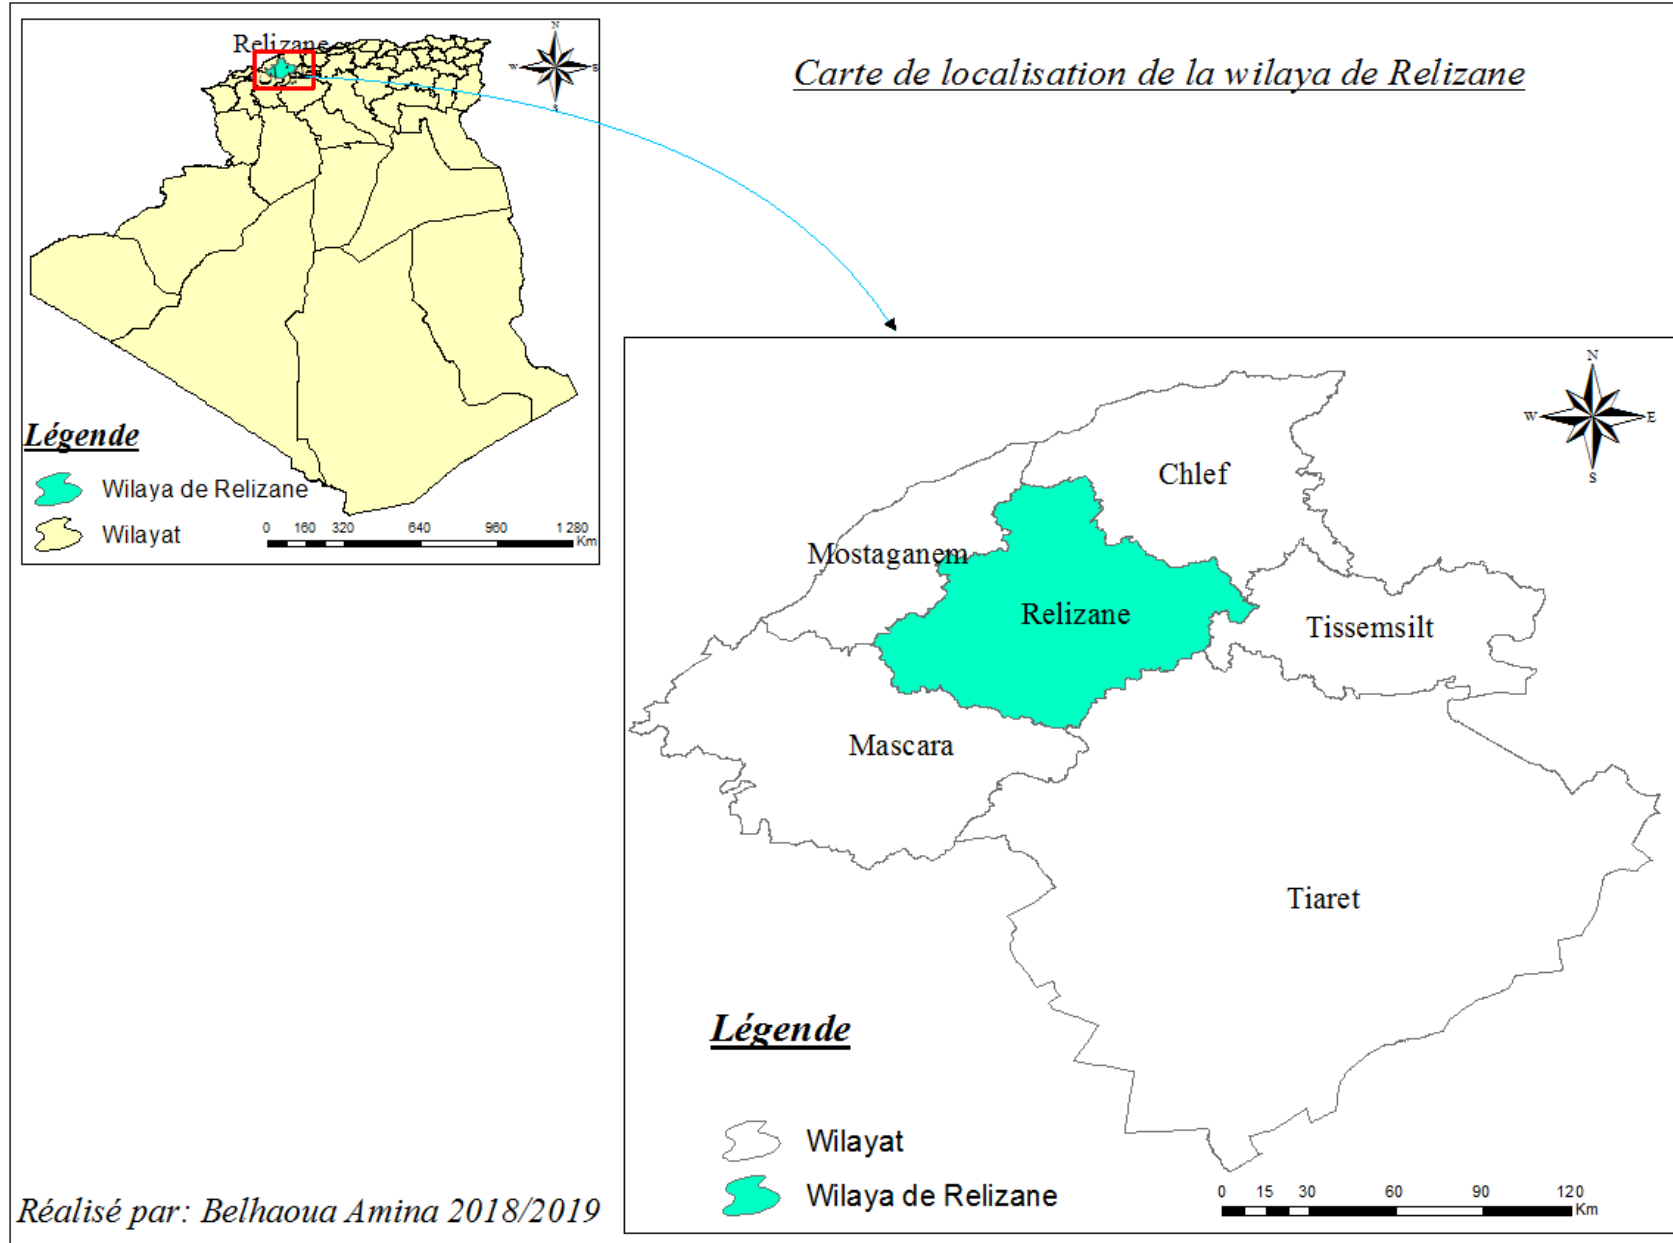 Carte de localisation de la wilaya de Relizane
Relizane
N
W
E
S
Légende
Wilaya de Relizane
Wilayat
0 160 320 640 960 1 280
Km
N
W
E
S
Chlef
Mostaganem
Relizane
Tissemsilt
Mascara
Tiaret
Légende
Wilayat
Wilaya de Relizane
0 15 30 60 90 120
Km
Réalisé par: Belhaoua Amina 2018/2019